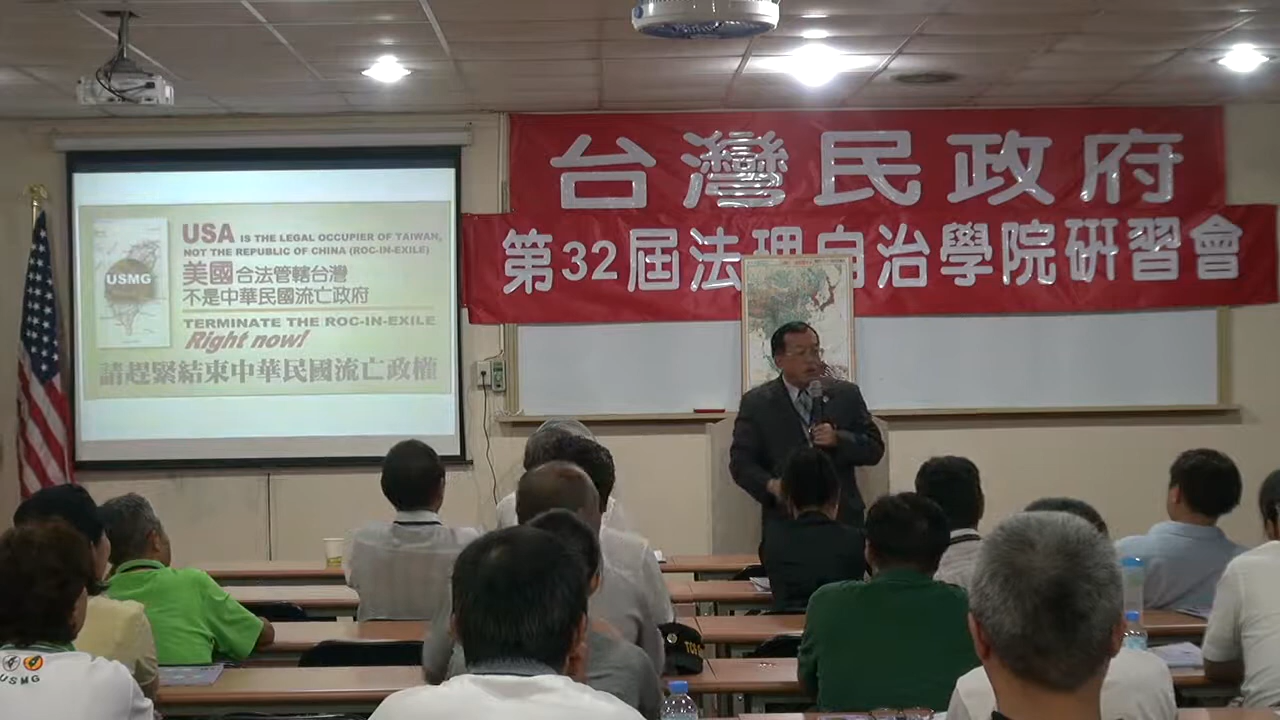 台灣民政府
第32屆法理自治學院研習會
USMG
USA IS THE LEGAL OCCUPIER OF TAIWAN,
NOT THE REPUBLIC OF CHINA (ROC-IN-EXILE)
美國合法管轄台灣
不是中華民國流亡政府
TERMINATE THE ROC-IN-EXILE
Right now!
請趕緊結束中華民國流亡政權
USMG